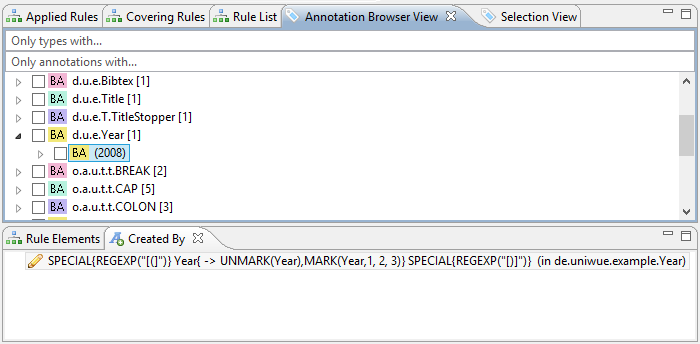 Applied Rules Covering Rules Rule List Annotation Browser View Selection View
Only types with...
Only annotations with...
BA d.u.e.Bibtex [1]
BA d.u.e.Title [1]
BA d.u.e.T.TitleStopper [1]
BA d.u.e.Year [1]
BA (2008)
BA o.a.u.t.t.BREAK [2]
BA o.a.u.t.t.CAP [5]
BA o.a.u.t.t.COLON [3]
Rule Elements Created By
SPECIAL{REGEXP("[(]")} Year{ -> UNMARK(Year),MARK(Year,1, 2, 3)} SPECIAL{REGEXP("[)]")} (in de.uniwue.example.Year)